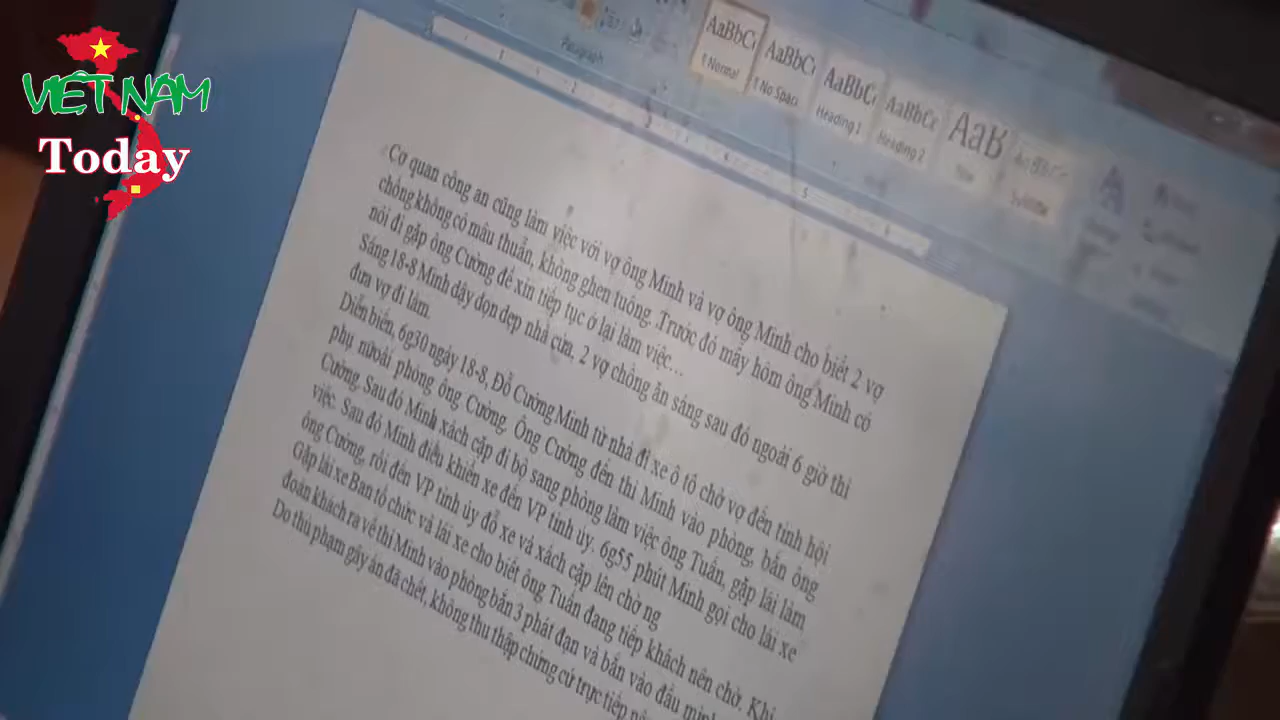 VIỆT NAM
Today
Paragraph
AaBbCc
¶ Normal
AaBbCc
¶ No Spaci
AaBbC
Heading 1
AaBbCc
Heading 2
AaB
Title
AaBbCc
Subtitle
Cơ quan công an cũng làm việc với vợ ông Minh và vợ ông Minh cho biết 2 vợ
chồng không có mâu thuẩn, không ghen tuông. .Trước đó mấy hôm ông Minh có
nói đi gặp ông Cường để xin tiếp tục ở lại làm việc…
Sáng 18-8 Minh dậy dọn dẹp nhà cửa. 2 vợ chồng ăn sáng sau đó ngoài 6 giờ thì
đưa vợ đi làm.
Diễn biến, 6g30 ngày 18-8, Đỗ Cường Minh từ nhà đi xe ô tô chở vợ đến tỉnh hội
phụ nữ, phòng ông Cường. Ông Cường đến thì Minh vào phòng, bắn ông
Cường. Sau đó Minh xách cặp đi bộ sang phòng làm việc ông Tuấn, gặp lái làm
việc. Sau đó Minh điều khiển xe đến VP tỉnh ủy. 6g55 phút Minh gọi cho lái xe
ông Cường, rồi đến VP tỉnh ủy đỗ xe và xách cặp lên chờ ng
Gặp lái xe Ban tổ chức và lái xe cho biết ông Tuấn đang tiếp khách nên chờ. Khi
đoàn khách ra về thì Minh vào phòng bắn 3 phát đạn và bắn vào đầu mình
Do thủ phạm gây án đã chết, không thu thập chứng cứ trực tiếp